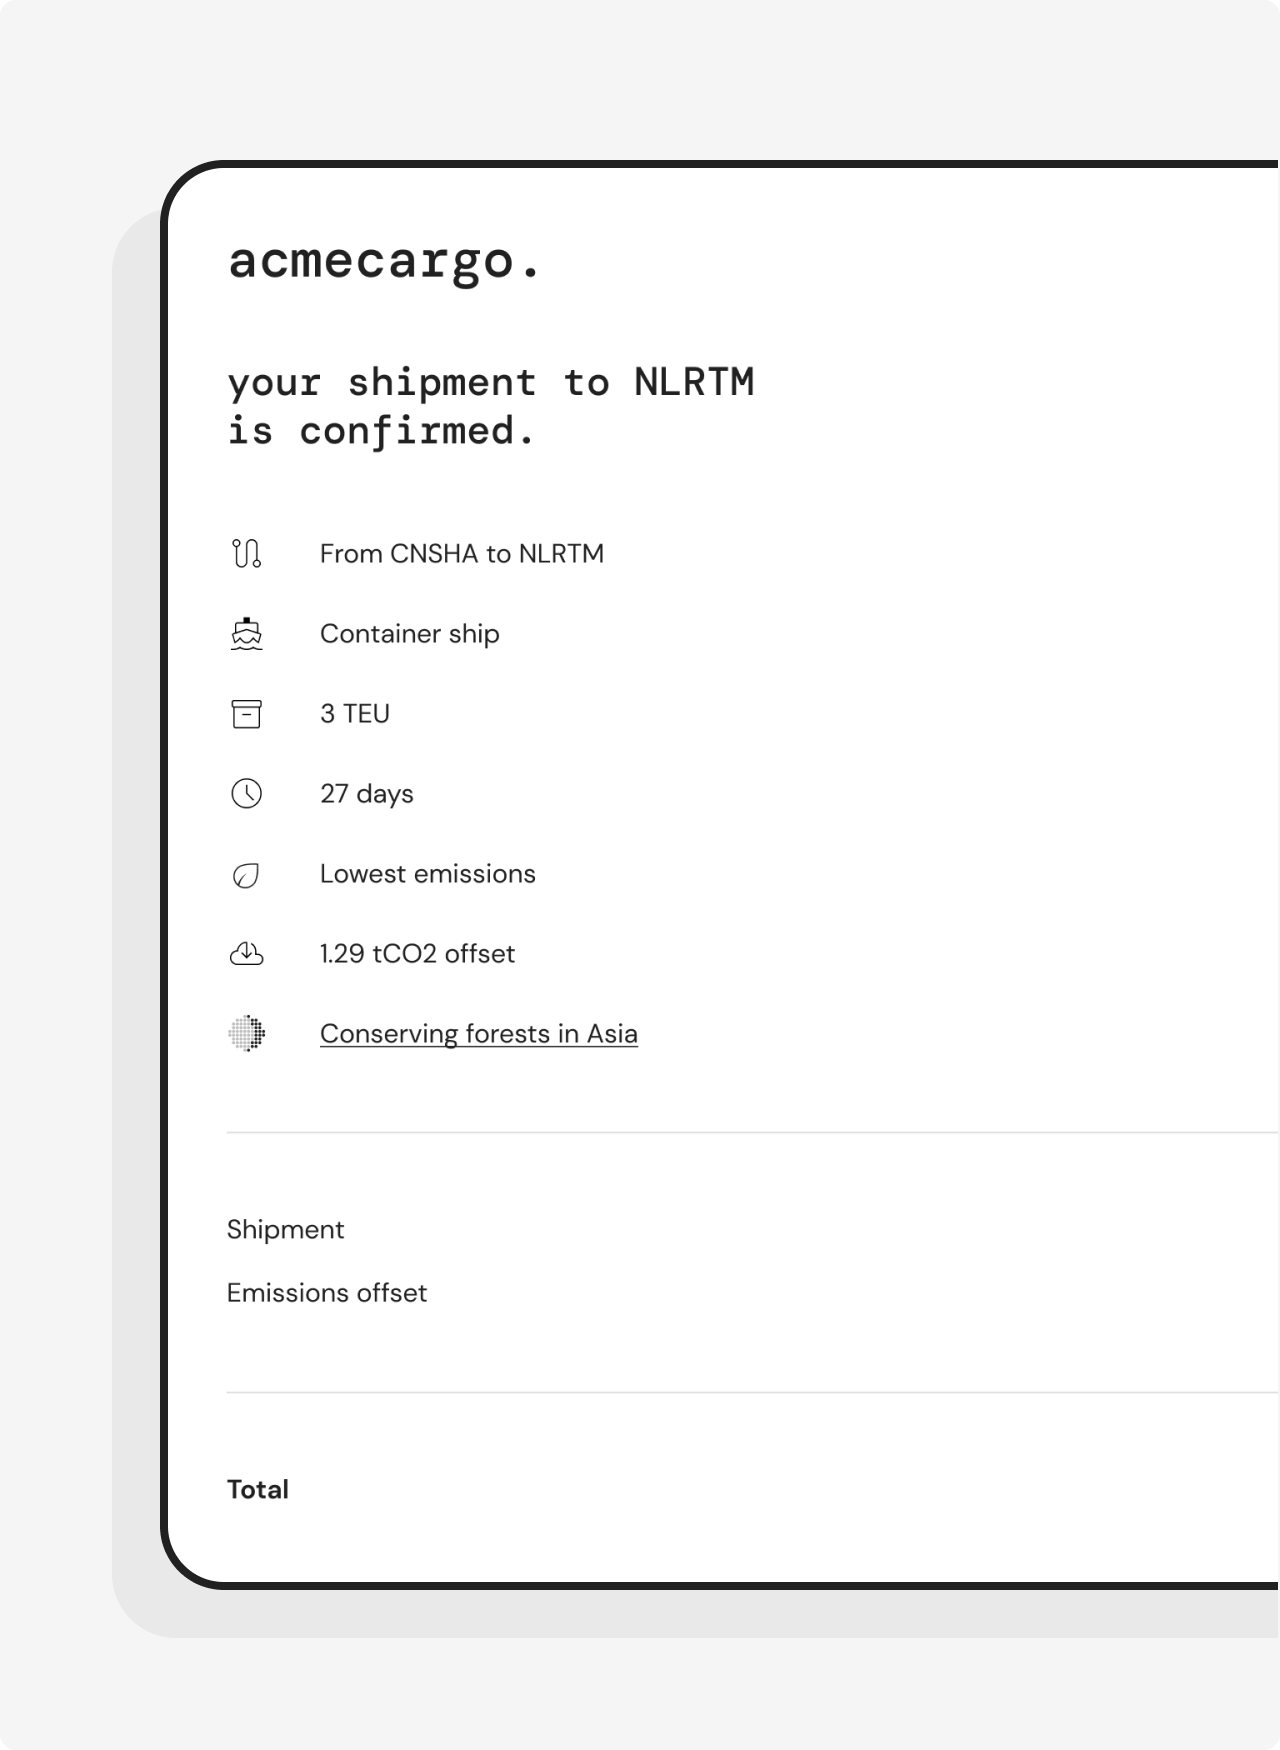 acmecargo.
your shipment to NLRTM
is confirmed.
From CNSHA to NLRTM
Container ship
3 TEU
27 days
Lowest emissions
1.29 tCO2 offset
Conserving forests in Asia
Shipment
Emissions offset
Total